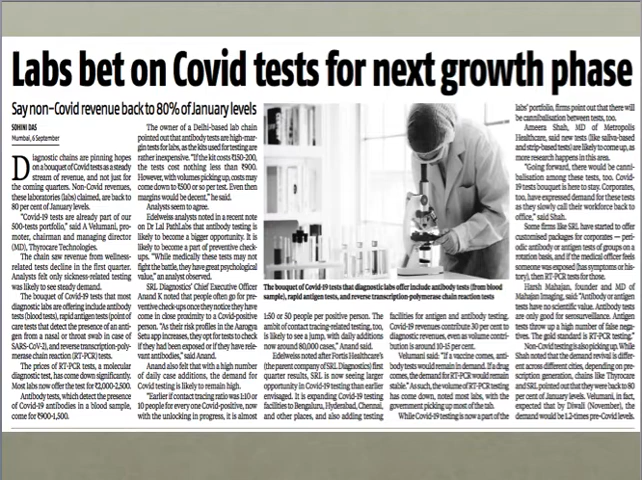 Labs bet on Covid tests for next growth phase
Say non-Covid revenue back to 80% of January levels
SOHINI DAS
Mumbai, 6 September
Diagnostic chains are pinning hopes
on a bouquet of Covid tests as a steady
stream of revenue, and not just for
the coming quarters. Non-Covid revenues,
these laboratories (labs) claimed, are back to
80 per cent of January levels.
“Covid-19 tests are already part of our
500-tests portfolio,” said A Velumani, pro-
moter, chairman and managing director
(MD), Thyrocare Technologies.
The chain saw revenue from wellness-
related tests decline in the first quarter.
Analysts felt only sickness-related testing
was likely to see steady demand.
The bouquet of Covid-19 tests that most
diagnostic labs are offering include antibody
tests (blood tests), rapid antigen tests (point of
care tests that detect the presence of an anti-
gen from a nasal or throat swab in case of
SARS-CoV-2), and reverse transcription-poly-
merase chain reaction (RT-PCR) tests.
The prices of RT-PCR tests, a molecular
diagnostic test, has come down significantly.
Most labs now offer the test for ₹2,000-2,500.
Antibody tests, which detect the presence
of Covid-19 antibodies in a blood sample,
come for ₹900-1,500.
The owner of a Delhi-based lab chain
pointed out that antibody tests are high-mar-
gin tests for labs, as the kits used for testing are
rather inexpensive. “If the kit costs ₹150-200,
the tests cost nothing less than ₹900.
However, with volumes picking up, costs may
come down to ₹500 or so per test. Even then
margins would be decent,” he said.
Analysts seem to agree.
Edelweiss analysts noted in a recent note
on Dr Lal PathLabs that antibody testing is
likely to become a bigger opportunity. It is
likely to become a part of preventive check-
ups. “While medically these tests may not
fight the battle, they have great psychological
value,” an analyst observed.
SRL Diagnostics' Chief Executive Officer
Anand K noted that people often go for pre-
ventive check-ups once they notice they have
come in close proximity to a Covid-positive
person. “As their risk profiles in the Aarogya
Setu app increases, they opt for tests to check
if they had been exposed or if they have rele-
vant antibodies,” said Anand.
Anand also felt that with a high number
of daily case additions, the demand for
Covid testing is likely to remain high.
“Earlier if contact tracing ratio was 1:10 or
10 people for every one Covid-positive, now
with the unlocking in progress, it is almost
The bouquet of Covid-19 tests that diagnostic labs offer include antibody tests (from blood
sample), rapid antigen tests, and reverse transcription-polymerase chain reaction tests
1:50 or 50 people per positive person. The
ambit of contact tracing-related testing, too,
is likely to see a jump, with daily additions
now around 80,000 cases,” Anand said.
Edelweiss noted after Fortis Healthcare's
(the parent company of SRL Diagnostics) first
quarter results, SRL is now seeing larger
opportunity in Covid-19 testing than earlier
envisaged. It is expanding Covid-19 testing
facilities to Bengaluru, Hyderabad, Chennai,
and other places, and also adding testing
facilities for antigen and antibody testing.
Covid-19 revenues contribute 30 per cent to
diagnostic revenues, even as volume contri-
bution is around 10-15 per cent.
Velumani said: “If a vaccine comes, anti-
body tests would remain in demand. If a drug
comes, the demand for RT-PCR would remain
stable.” As such, the volume of RT-PCR testing
has come down, noted most labs, with the
government picking up most of the tab.
While Covid-19 testing is now a part of the
labs' portfolio, firms point out that there will
be cannibalisation between tests, too.
Ameera Shah, MD of Metropolis
Healthcare, said new tests (like saliva-based
and strip-based tests) are likely to come up, as
more research happens in this area.
“Going forward, there would be canni-
balisation among these tests, too. Covid-
19 tests bouquet is here to stay. Corporates,
too, have expressed demand for these tests
as they slowly call their workforce back to
office,” said Shah.
Some firms like SRL have started to offer
customised packages for corporates — peri-
odic antibody or antigen tests of groups on a
rotation basis, and if the medical officer feels
someone was exposed (has symptoms or his-
tory), then RT-PCR tests for those.
Harsh Mahajan, founder and MD of
Mahajan Imaging, said: “Antibody or antigen
tests have no scientific value. Antibody tests
are only good for serosurveillance. Antigen
tests throw up a high number of false nega-
tives. The gold standard is RT-PCR testing.”
Non-Covid testing is also picking up. While
Shah noted that the demand revival is differ-
ent across different cities, depending on pre-
scription generation, chains like Thyrocare
and SRL pointed out that they were back to 80
per cent of January levels. Velumani, in fact,
expected that by Diwali (November), the
demand would be 1.2-times pre-Covid levels.